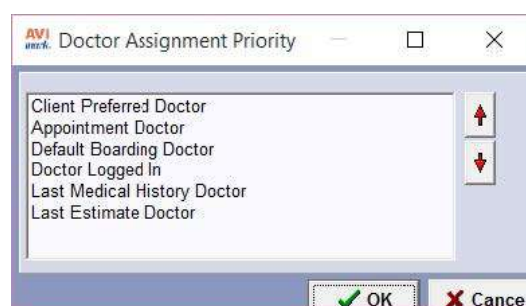 AVI mark. Doctor Assignment Priority
Client Preferred Doctor
Appointment Doctor
Default Boarding Doctor
Doctor Logged In
Last Medical History Doctor
Last Estimate Doctor
OK
Cance